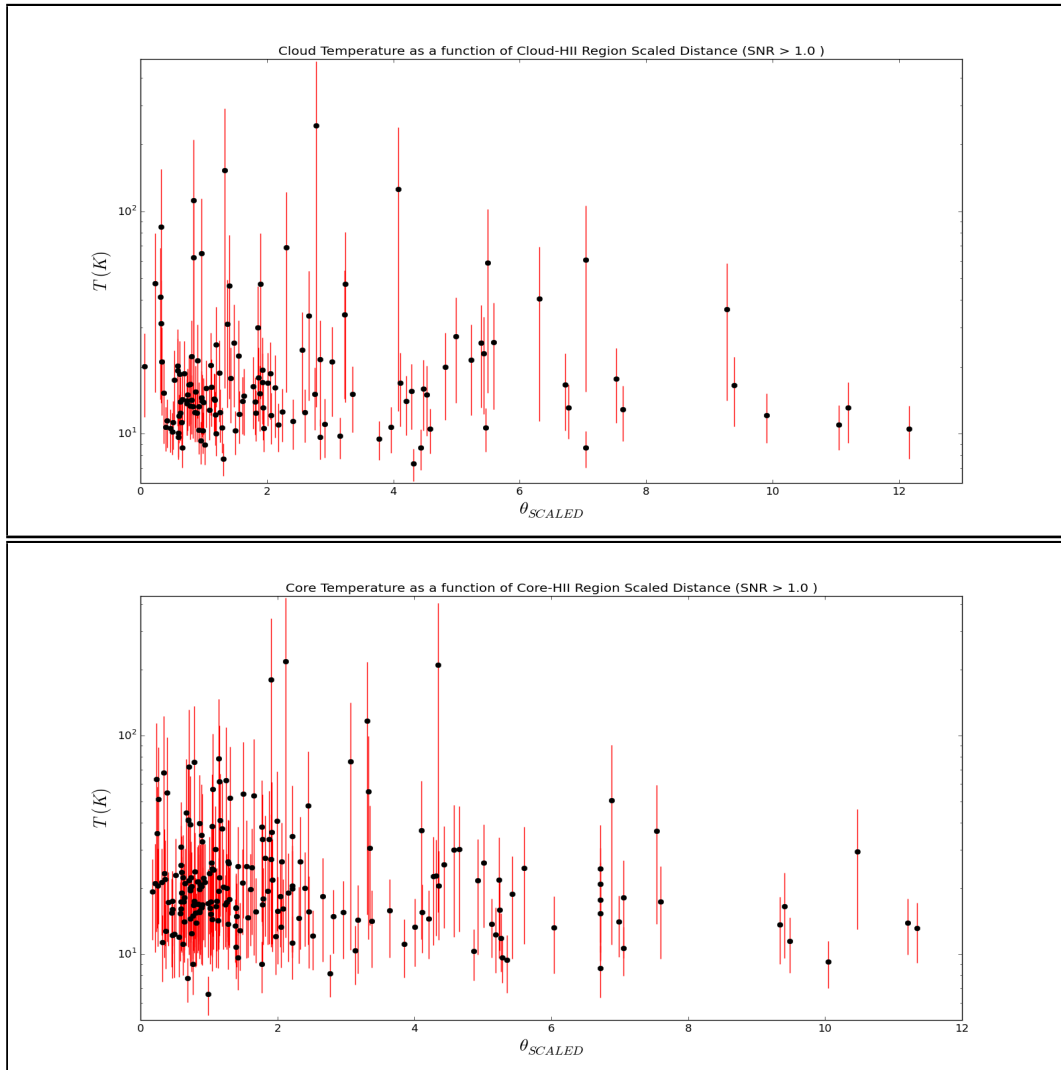 Cloud Temperature as a function of Cloud-HII Region Scaled Distance (SNR > 1.0 )
T (K)
10²
10¹
0 2 4 6 8 10 12
θ_SCALED
Core Temperature as a function of Core-HII Region Scaled Distance (SNR > 1.0 )
T (K)
10²
10¹
0 2 4 6 8 10 12
θ_SCALED